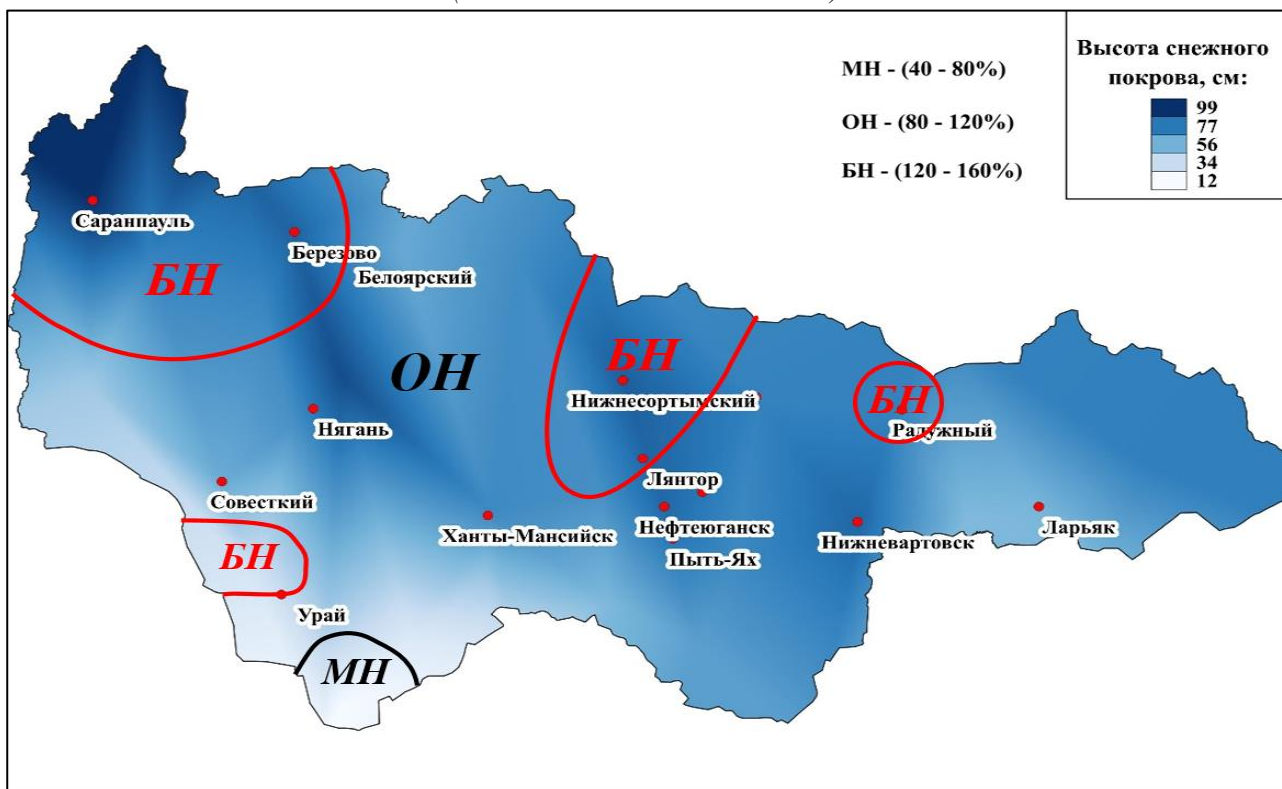 МН - (40 - 80%)
ОН - (80 - 120%)
БН - (120 - 160%)
Высота снежного
покрова, см:
99
77
56
34
12
Саранпауль
Березово
Белоярский
БН
ОН
БН
Нижнесортымский
БН
Радужный
Нягань
Лянтор
Совесткий
Ханты-Мансийск
Нефтеюганск
Нижневартовск
Ларьяк
Пыть-Ях
БН
Урай
МН